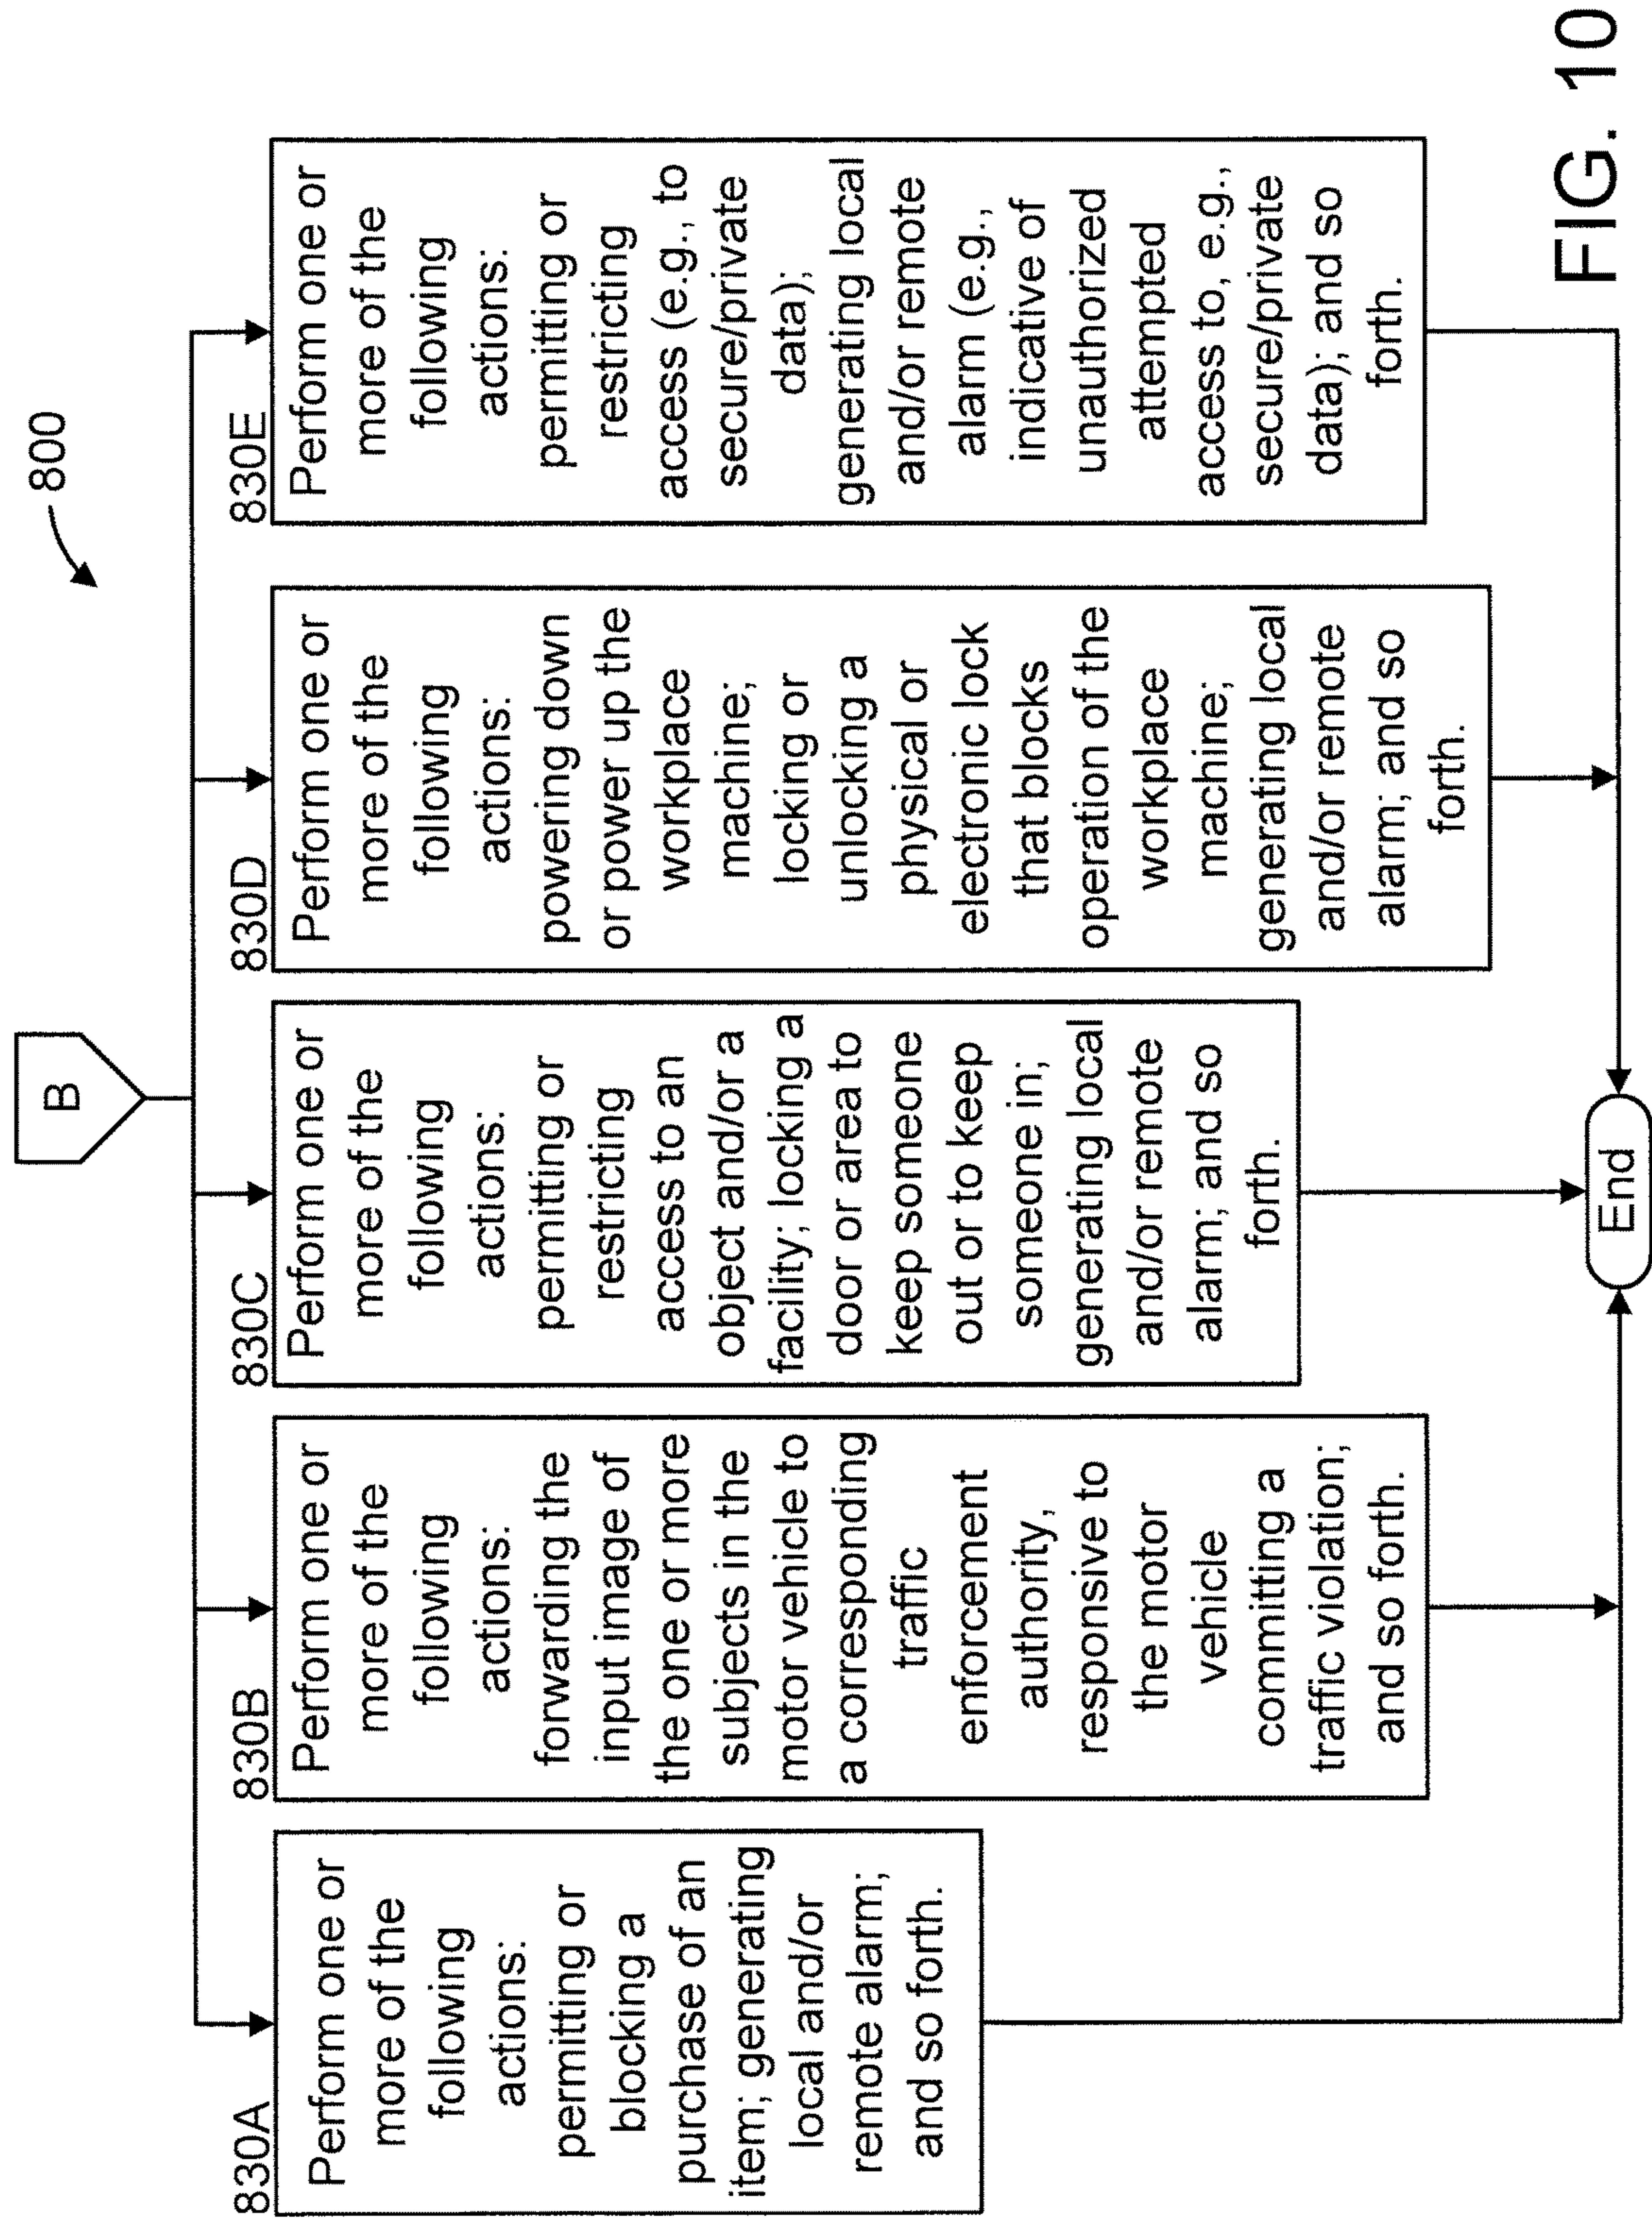 800
B
830A
Perform one or
more of the
following
actions:
permitting or
blocking a
purchase of an
item; generating
local and/or
remote alarm;
and so forth.
830B
Perform one or
more of the
following
actions:
forwarding the
input image of
the one or more
subjects in the
motor vehicle to
a corresponding
traffic
enforcement
authority,
responsive to
the motor
vehicle
committing a
traffic violation;
and so forth.
830C
Perform one or
more of the
following
actions:
permitting or
restricting
access to an
object and/or a
facility; locking a
door or area to
keep someone
out or to keep
someone in;
generating local
and/or remote
alarm; and so
forth.
830D
Perform one or
more of the
following
actions:
powering down
or power up the
workplace
machine;
locking or
unlocking a
physical or
electronic lock
that blocks
operation of the
workplace
machine;
generating local
and/or remote
alarm; and so
forth.
830E
Perform one or
more of the
following
actions:
permitting or
restricting
access (e.g., to
secure/private
data);
generating local
and/or remote
alarm (e.g.,
indicative of
unauthorized
attempted
access to, e.g.,
secure/private
data); and so
forth.
End
FIG. 10